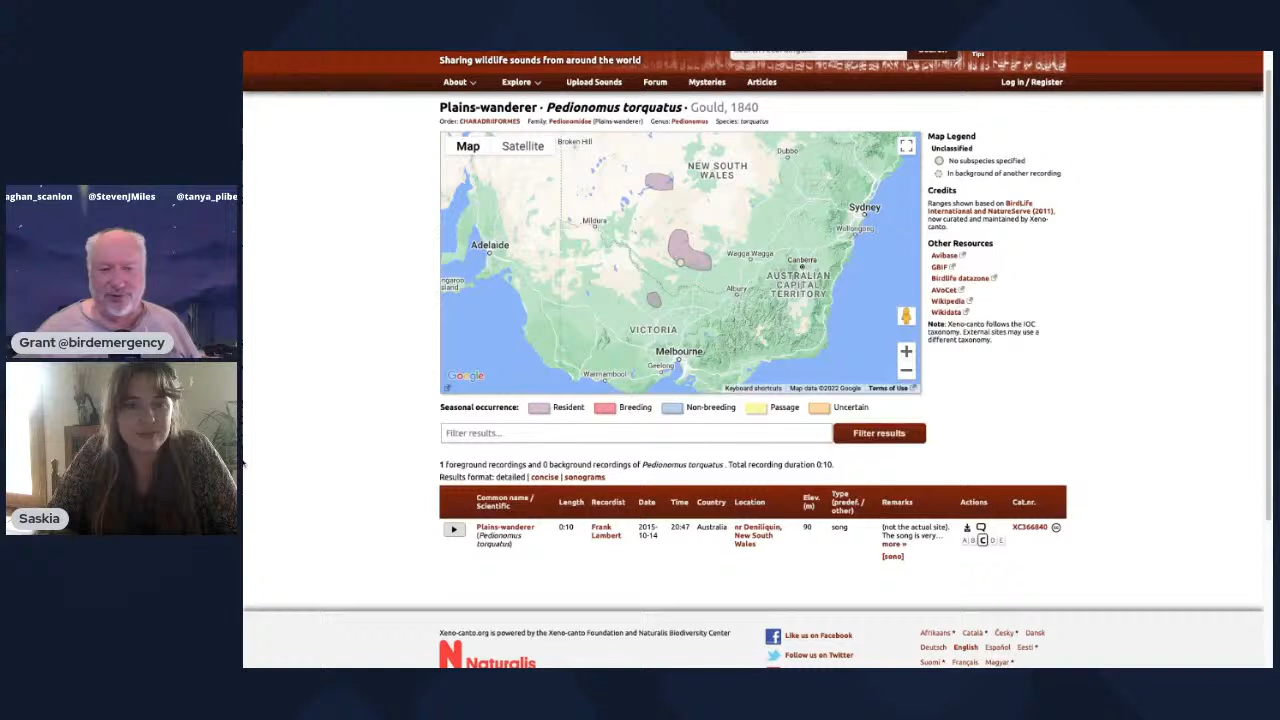 Sharing wildlife sounds from around the world
Tips
About Explore Upload Sounds Forum Mysteries Articles Log in / Register
Plains-wanderer · Pedionomus torquatus · Gould, 1840
Order: CHARADRIIFORMES Family: Pedionomidae (Plains-wanderer) Genus: Pedionomus Species: torquatus
Map Satellite
Broken Hill
Dubbo
NEW SOUTH
WALES
Mildura
Sydney
Wollongong
Adelaide
Wagga Wagga
Canberra
AUSTRALIAN
CAPITAL
TERRITORY
Albury
ngaroo
sland
VICTORIA
Melbourne
Geelong
Warrnambool
Google
Keyboard shortcuts Map data ©2022 Google Terms of Use
Map Legend
Unclassified
No subspecies specified
In background of another recording
Credits
Ranges shown based on BirdLife
International and NatureServe (2011),
now curated and maintained by Xeno-
canto.
Other Resources
Avibase
GBIF
Birdlife datazone
AVoCet
Wikipedia
Wikidata
Note: Xeno-canto follows the IOC
taxonomy. External sites may use a
different taxonomy.
Seasonal occurrence: Resident Breeding Non-breeding Passage Uncertain
Filter results...
Filter results
1 foreground recordings and 0 background recordings of Pedionomus torquatus . Total recording duration 0:10.
Results format: detailed | concise | sonograms
Common name /
Scientific
Length
Recordist
Date
Time
Country
Location
Elev.
(m)
Type
(predef. /
other)
Remarks
Actions
Cat.nr.
Plains-wanderer
(Pedionomus
torquatus)
0:10
Frank
Lambert
2015-
10-14
20:47
Australia
nr Deniliquin,
New South
Wales
90
song
(not the actual site).
The song is very...
more »
[sono]
A B C D E
XC366840
Xeno-canto.org is powered by the Xeno-canto Foundation and Naturalis Biodiversity Center
Naturalis
Like us on Facebook
Follow us on Twitter
Afrikaans * Català * Česky * Dansk
Deutsch English Español Eesti *
Suomi * Français Magyar *
aghan_scanlon @StevenJMiles @tanya_plibe
Grant @birdemergency
Saskia